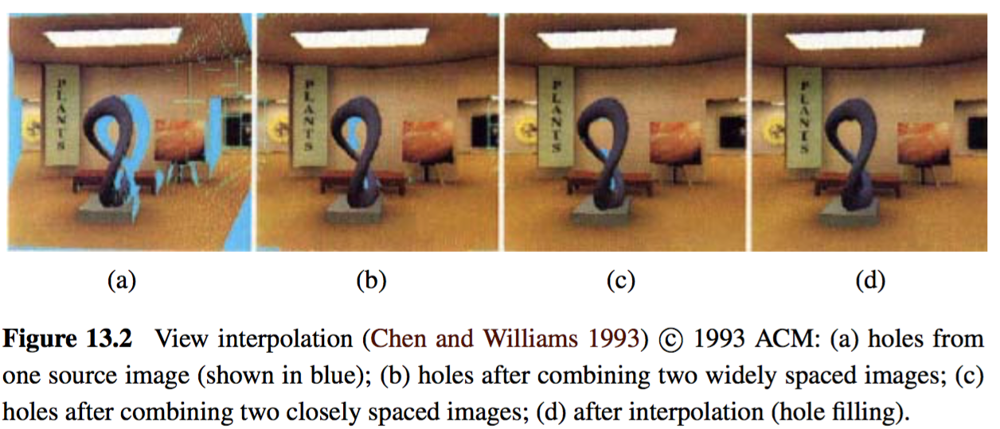 PLANTS
PLANTS
PLANTS
PLANTS
(a)
(b)
(c)
(d)
Figure 13.2 View interpolation (Chen and Williams 1993) © 1993 ACM: (a) holes from
one source image (shown in blue); (b) holes after combining two widely spaced images; (c)
holes after combining two closely spaced images; (d) after interpolation (hole filling).